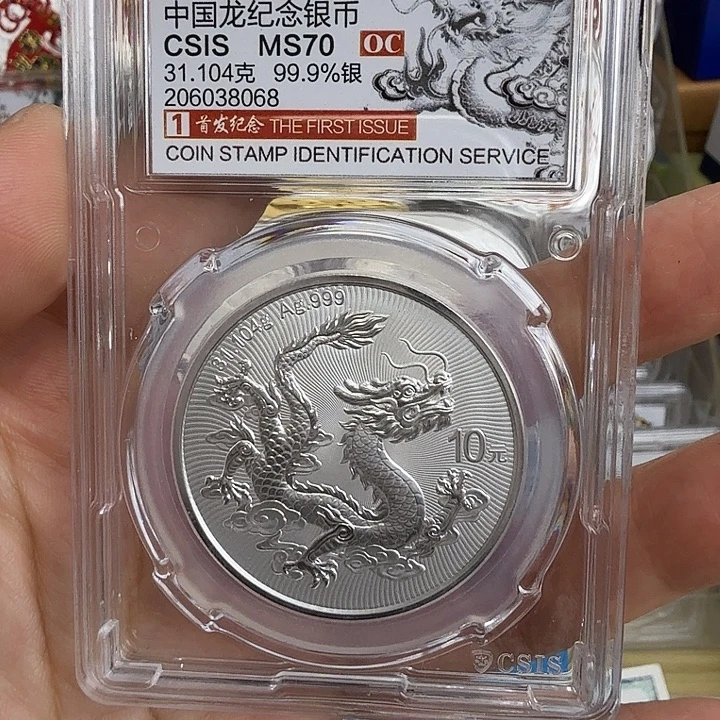 中国龙纪念银币
CSIS MS70 OC
31.104克 99.9%银
206038068
1 首发纪念 THE FIRST ISSUE
COIN STAMP IDENTIFICATION SERVICE
31.104g Ag.999
10元
CSIS